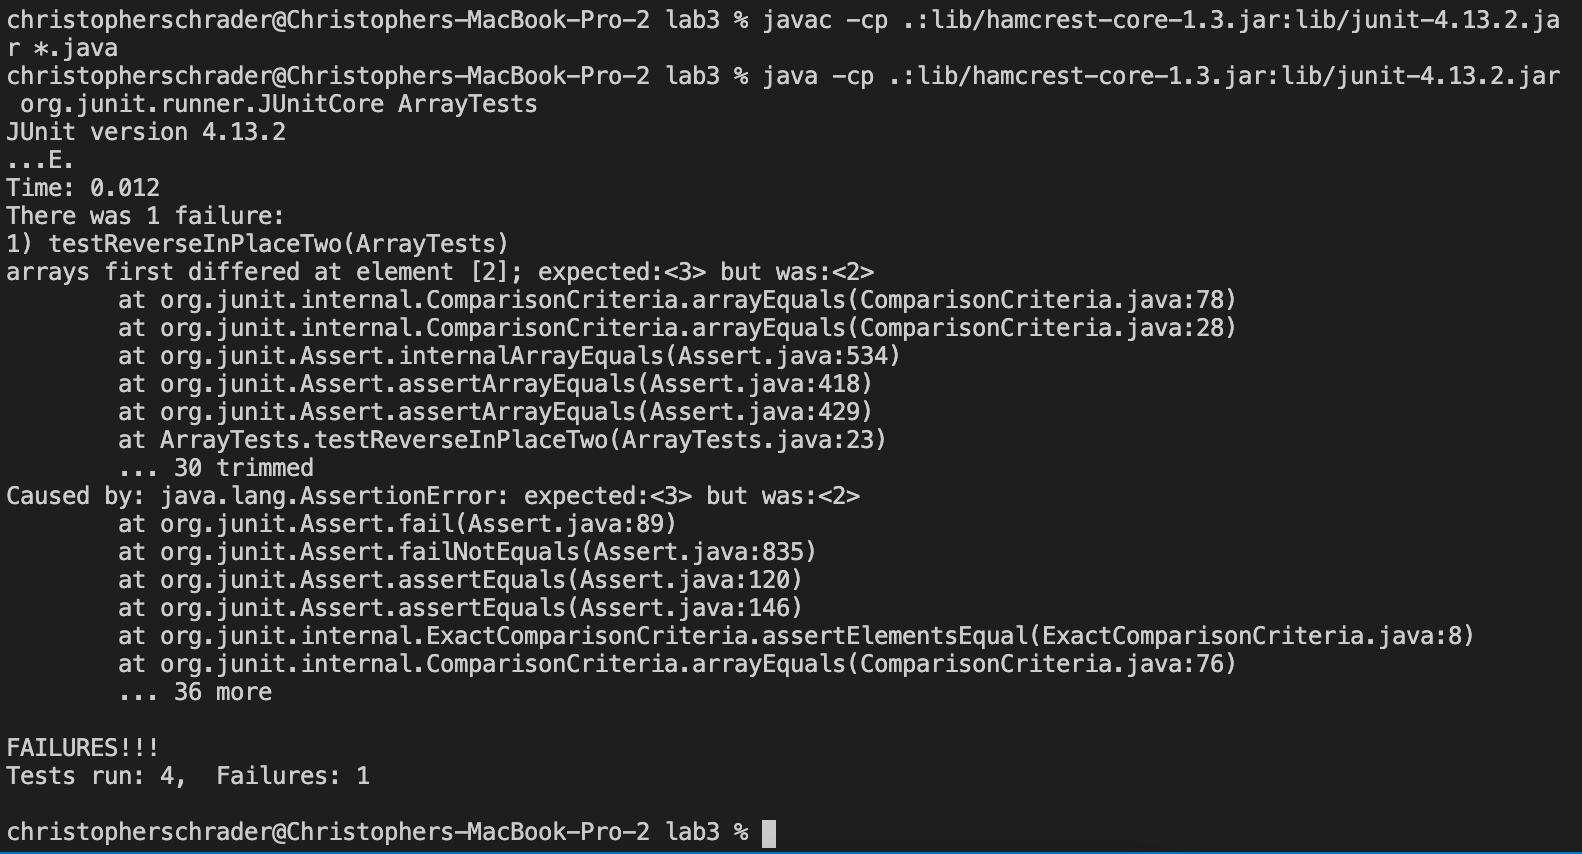 christopherschrader@Christophers-MacBook-Pro-2 lab3 % javac -cp .:lib/hamcrest-core-1.3.jar:lib/junit-4.13.2.ja
r *.java
christopherschrader@Christophers-MacBook-Pro-2 lab3 % java -cp .:lib/hamcrest-core-1.3.jar:lib/junit-4.13.2.jar
 org.junit.runner.JUnitCore ArrayTests
JUnit version 4.13.2
...E.
Time: 0.012
There was 1 failure:
1) testReverseInPlaceTwo(ArrayTests)
arrays first differed at element [2]; expected:<3> but was:<2>
        at org.junit.internal.ComparisonCriteria.arrayEquals(ComparisonCriteria.java:78)
        at org.junit.internal.ComparisonCriteria.arrayEquals(ComparisonCriteria.java:28)
        at org.junit.Assert.internalArrayEquals(Assert.java:534)
        at org.junit.Assert.assertArrayEquals(Assert.java:418)
        at org.junit.Assert.assertArrayEquals(Assert.java:429)
        at ArrayTests.testReverseInPlaceTwo(ArrayTests.java:23)
        ... 30 trimmed
Caused by: java.lang.AssertionError: expected:<3> but was:<2>
        at org.junit.Assert.fail(Assert.java:89)
        at org.junit.Assert.failNotEquals(Assert.java:835)
        at org.junit.Assert.assertEquals(Assert.java:120)
        at org.junit.Assert.assertEquals(Assert.java:146)
        at org.junit.internal.ExactComparisonCriteria.assertElementsEqual(ExactComparisonCriteria.java:8)
        at org.junit.internal.ComparisonCriteria.arrayEquals(ComparisonCriteria.java:76)
        ... 36 more

FAILURES!!!
Tests run: 4,  Failures: 1

christopherschrader@Christophers-MacBook-Pro-2 lab3 %